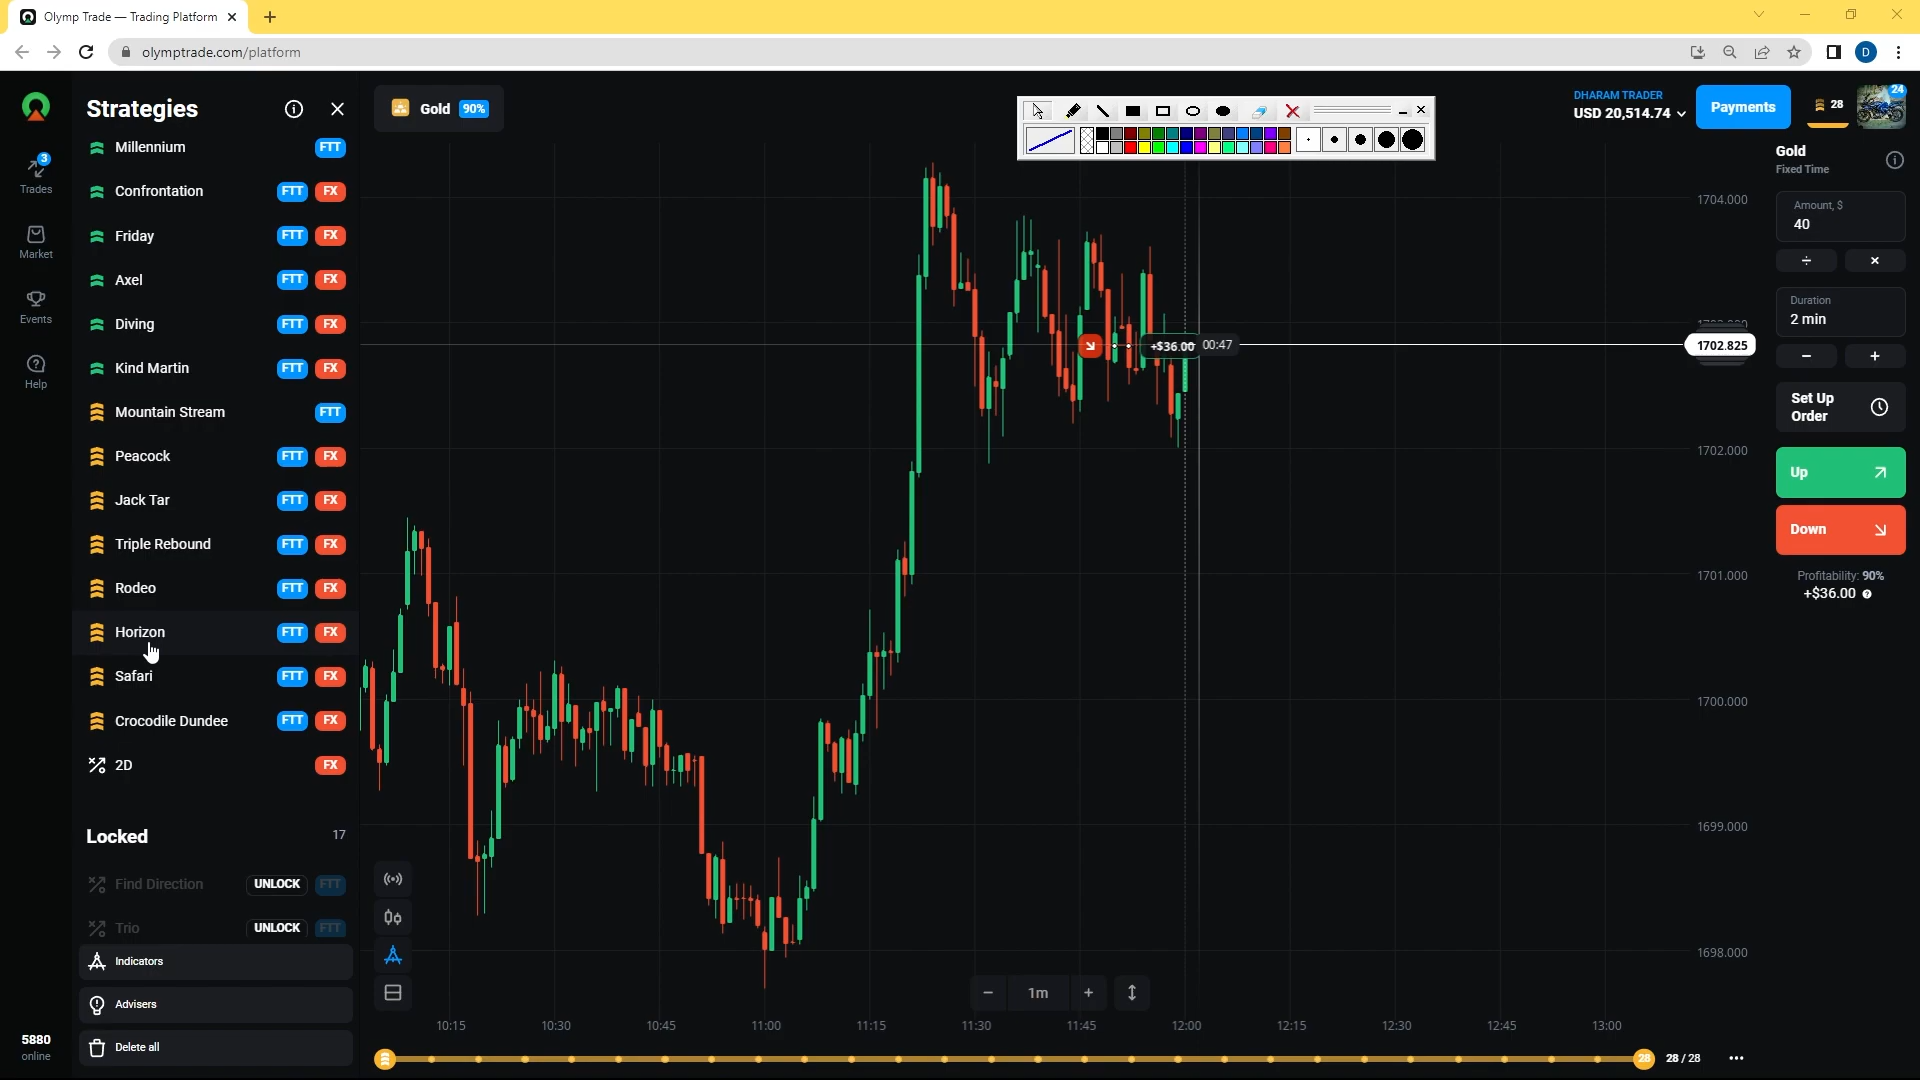 Olymp Trade — Trading Platform
olymptrade.com/platform
D
Strategies
Millennium FTT
Confrontation FTT FX
Friday FTT FX
Axel FTT FX
Diving FTT FX
Kind Martin FTT FX
Mountain Stream FTT
Peacock FTT FX
Jack Tar FTT FX
Triple Rebound FTT FX
Rodeo FTT FX
Horizon FTT FX
Safari FTT FX
Crocodile Dundee FTT FX
2D FX
Locked 17
Find Direction UNLOCK FTT
Trio UNLOCK FTT
Indicators
Advisers
Delete all
3
Trades
Market
Events
Help
5880
online
Gold 90%
DHARAM TRADER
USD 20,514.74
Payments
28
24
Gold
Fixed Time
Amount, $
40
÷ ×
Duration
2 min
− +
Set Up
Order
Up
Down
Profitability: 90%
+$36.00
+$36.00 00:47
1704.000
1702.825
1702.000
1701.000
1700.000
1699.000
1698.000
− 1m +
10:15 10:30 10:45 11:00 11:15 11:30 11:45 12:00 12:15 12:30 12:45 13:00
28 28 / 28